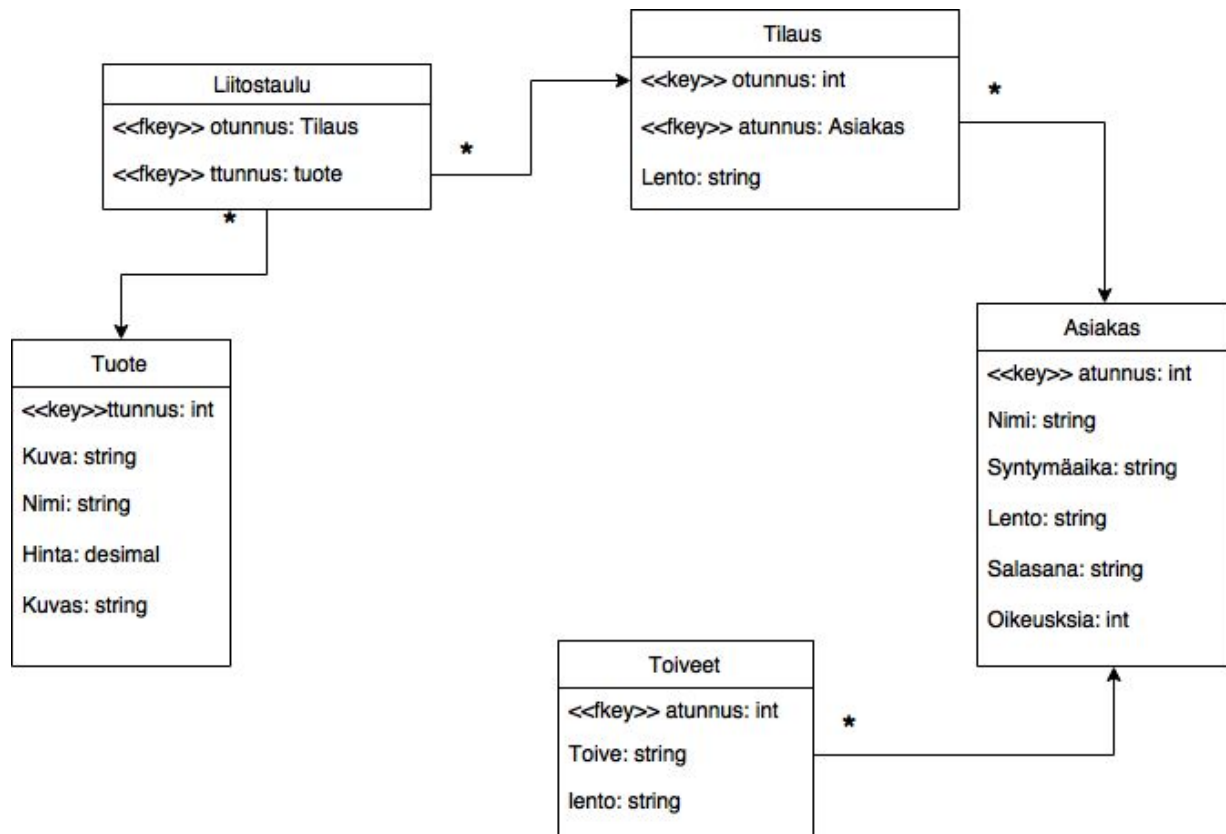 Liitostaulu
<<fkey>> otunnus: Tilaus
<<fkey>> ttunnus: tuote
*
*
Tilaus
<<key>> otunnus: int
<<fkey>> atunnus: Asiakas
Lento: string
*
Tuote
<<key>>ttunnus: int
Kuva: string
Nimi: string
Hinta: desimal
Kuvas: string
Asiakas
<<key>> atunnus: int
Nimi: string
Syntymäaika: string
Lento: string
Salasana: string
Oikeusksia: int
Toiveet
<<fkey>> atunnus: int
Toive: string
lento: string
*